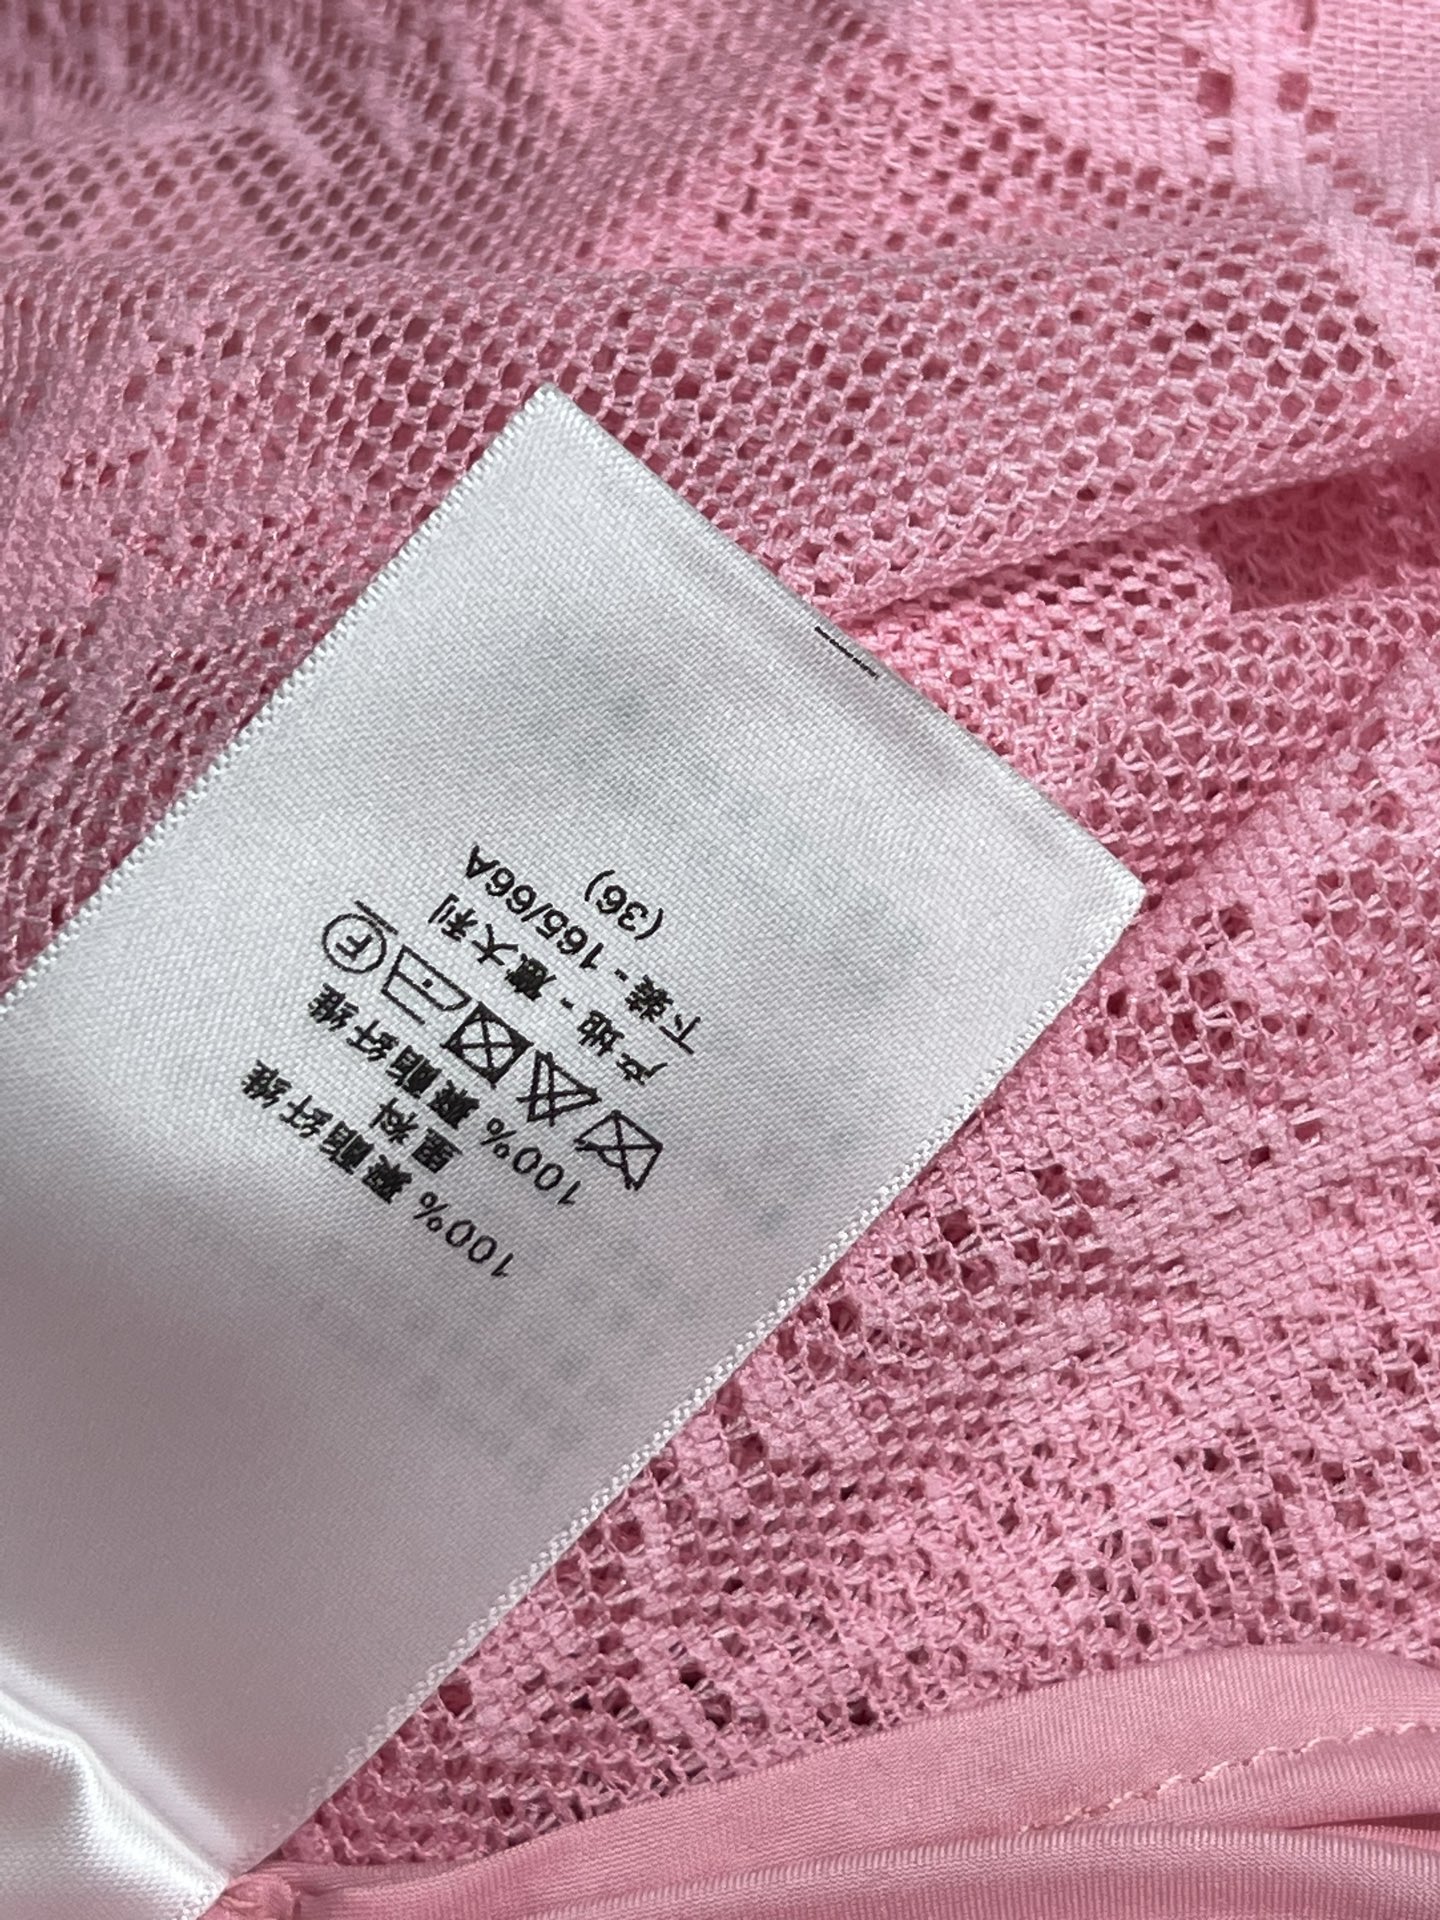 100% 聚酯纤维
里料
100% 聚酯纤维
F
产地 - 意大利
下装 - 165/66A
(36)